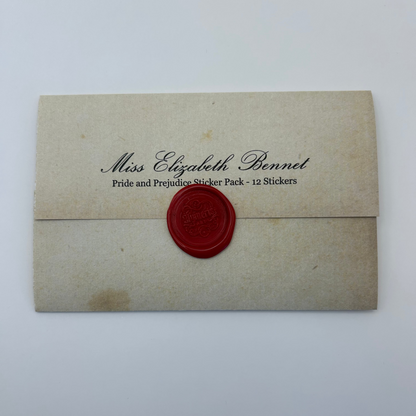 Miss Elizabeth Bennet
Pride and Prejudice Sticker Pack - 12 Stickers